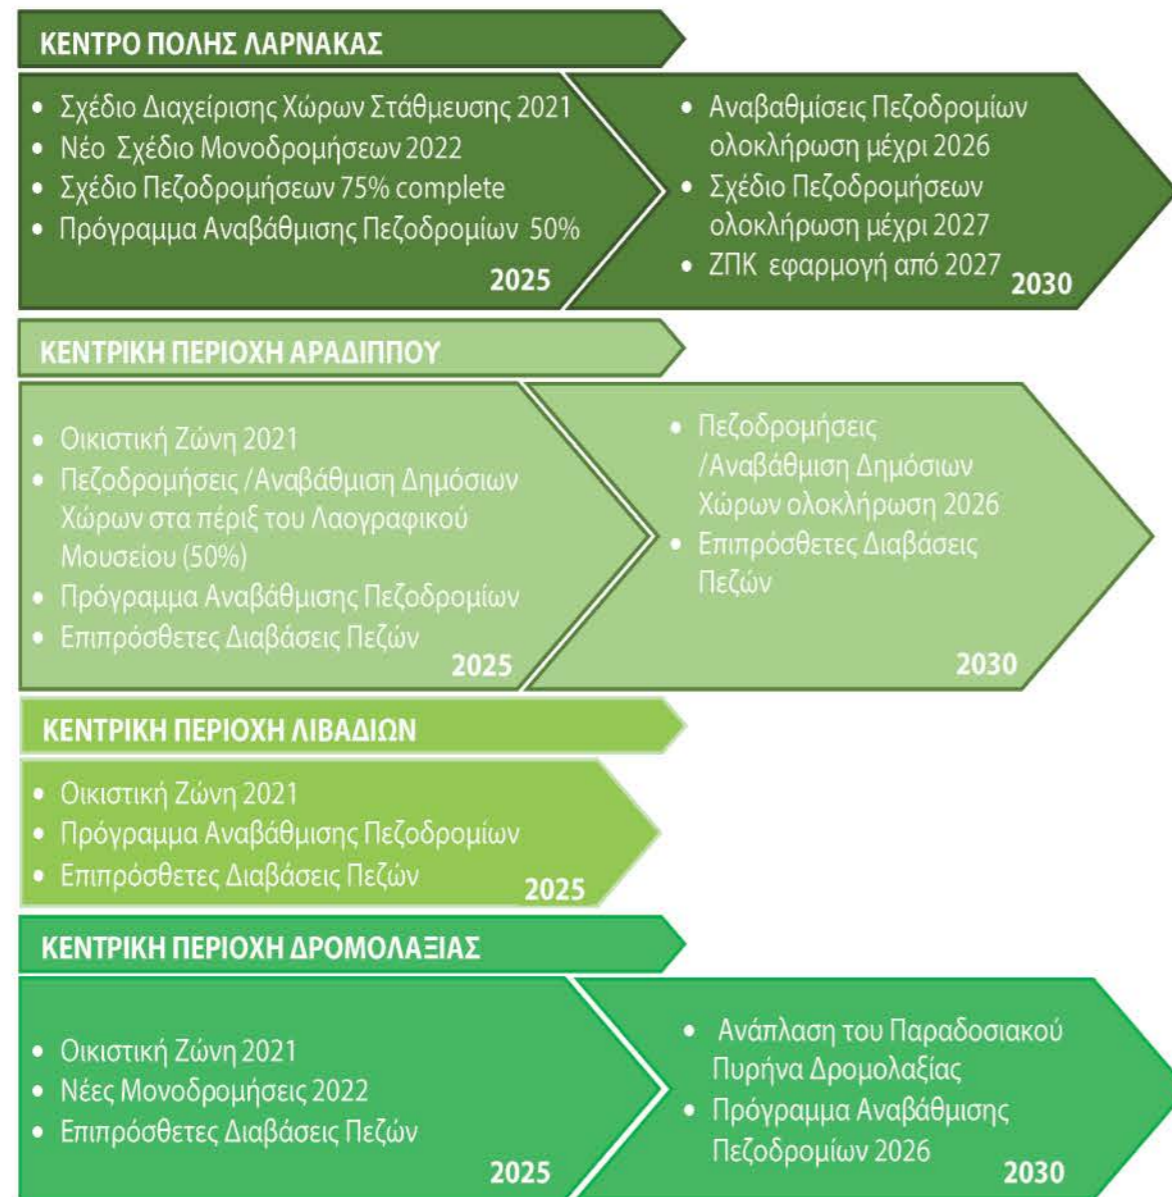 ΚΕΝΤΡΟ ΠΟΛΗΣ ΛΑΡΝΑΚΑΣ
• Σχέδιο Διαχείρισης Χώρων Στάθμευσης 2021
• Νέο Σχέδιο Μονοδρομήσεων 2022
• Σχέδιο Πεζοδρομήσεων 75% complete
• Πρόγραμμα Αναβάθμισης Πεζοδρομίων 50%
2025
• Αναβαθμίσεις Πεζοδρομίων
ολοκλήρωση μέχρι 2026
• Σχέδιο Πεζοδρομήσεων
ολοκλήρωση μέχρι 2027
• ΖΠΚ εφαρμογή από 2027
2030
ΚΕΝΤΡΙΚΗ ΠΕΡΙΟΧΗ ΑΡΑΔΙΠΠΟΥ
• Οικιστική Ζώνη 2021
• Πεζοδρομήσεις /Αναβάθμιση Δημόσιων
Χώρων στα πέριξ του Λαογραφικού
Μουσείου (50%)
• Πρόγραμμα Αναβάθμισης Πεζοδρομίων
• Επιπρόσθετες Διαβάσεις Πεζών
2025
• Πεζοδρομήσεις
/Αναβάθμιση Δημόσιων
Χώρων ολοκλήρωση 2026
• Επιπρόσθετες Διαβάσεις
Πεζών
2030
ΚΕΝΤΡΙΚΗ ΠΕΡΙΟΧΗ ΛΙΒΑΔΙΩΝ
• Οικιστική Ζώνη 2021
• Πρόγραμμα Αναβάθμισης Πεζοδρομίων
• Επιπρόσθετες Διαβάσεις Πεζών
2025
ΚΕΝΤΡΙΚΗ ΠΕΡΙΟΧΗ ΔΡΟΜΟΛΑΞΙΑΣ
• Οικιστική Ζώνη 2021
• Νέές Μονοδρομήσεις 2022
• Επιπρόσθετες Διαβάσεις Πεζών
2025
• Ανάπλαση του Παραδοσιακού
Πυρήνα Δρομολαξίας
• Πρόγραμμα Αναβάθμισης
Πεζοδρομίων 2026
2030